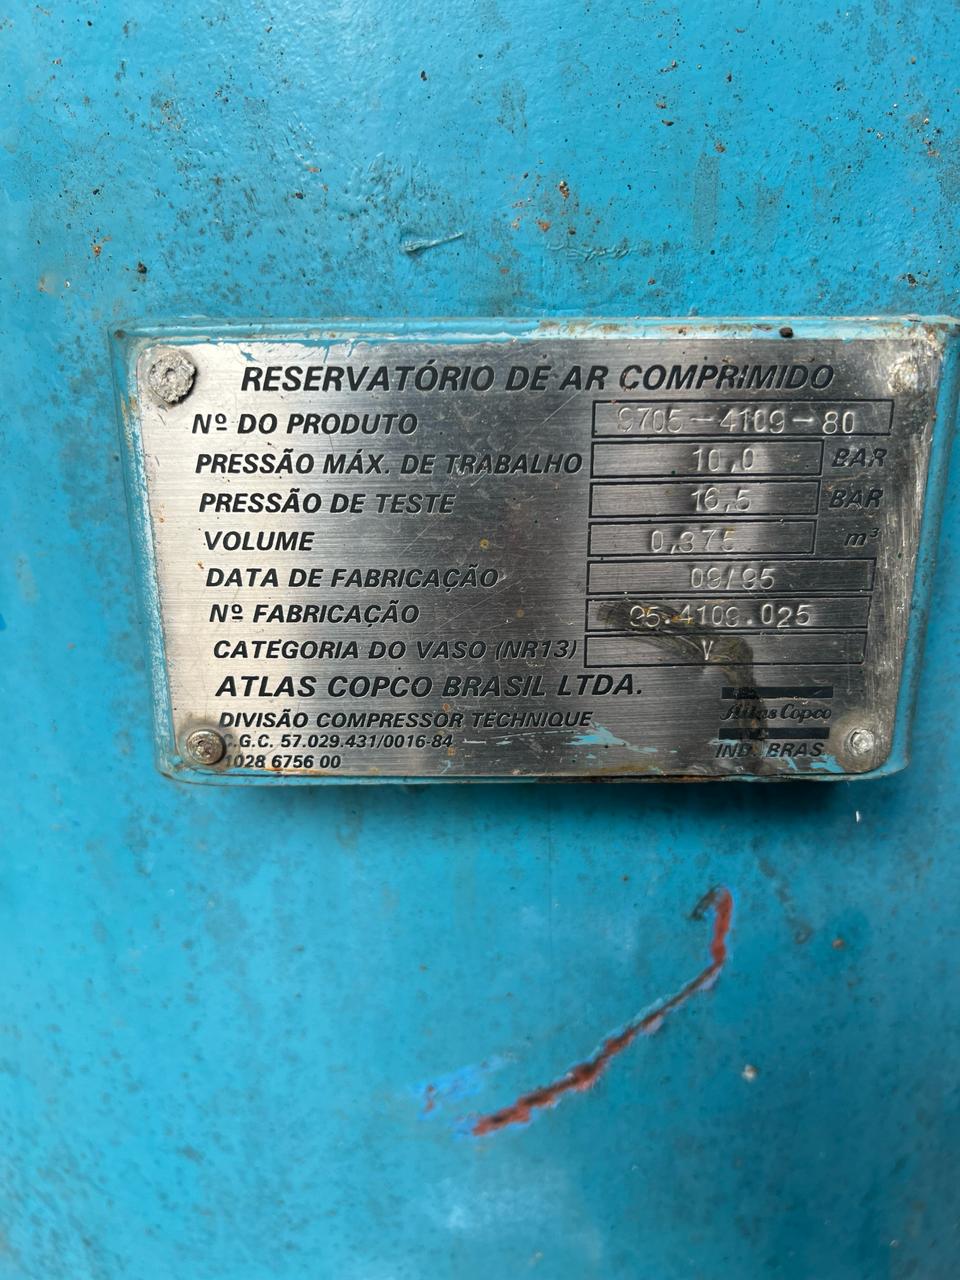 RESERVATÓRIO DE AR COMPRIMIDO
Nº DO PRODUTO 9705-4109-80
PRESSÃO MÁX. DE TRABALHO 10,0 BAR
PRESSÃO DE TESTE 16,5 BAR
VOLUME 0,375 m³
DATA DE FABRICAÇÃO 09/95
Nº FABRICAÇÃO 95.4109.025
CATEGORIA DO VASO (NR13) V
ATLAS COPCO BRASIL LTDA.
DIVISÃO COMPRESSOR TECHNIQUE
C.G.C. 57.029.431/0016-84
1028 6756 00
Atlas Copco
IND. BRAS.